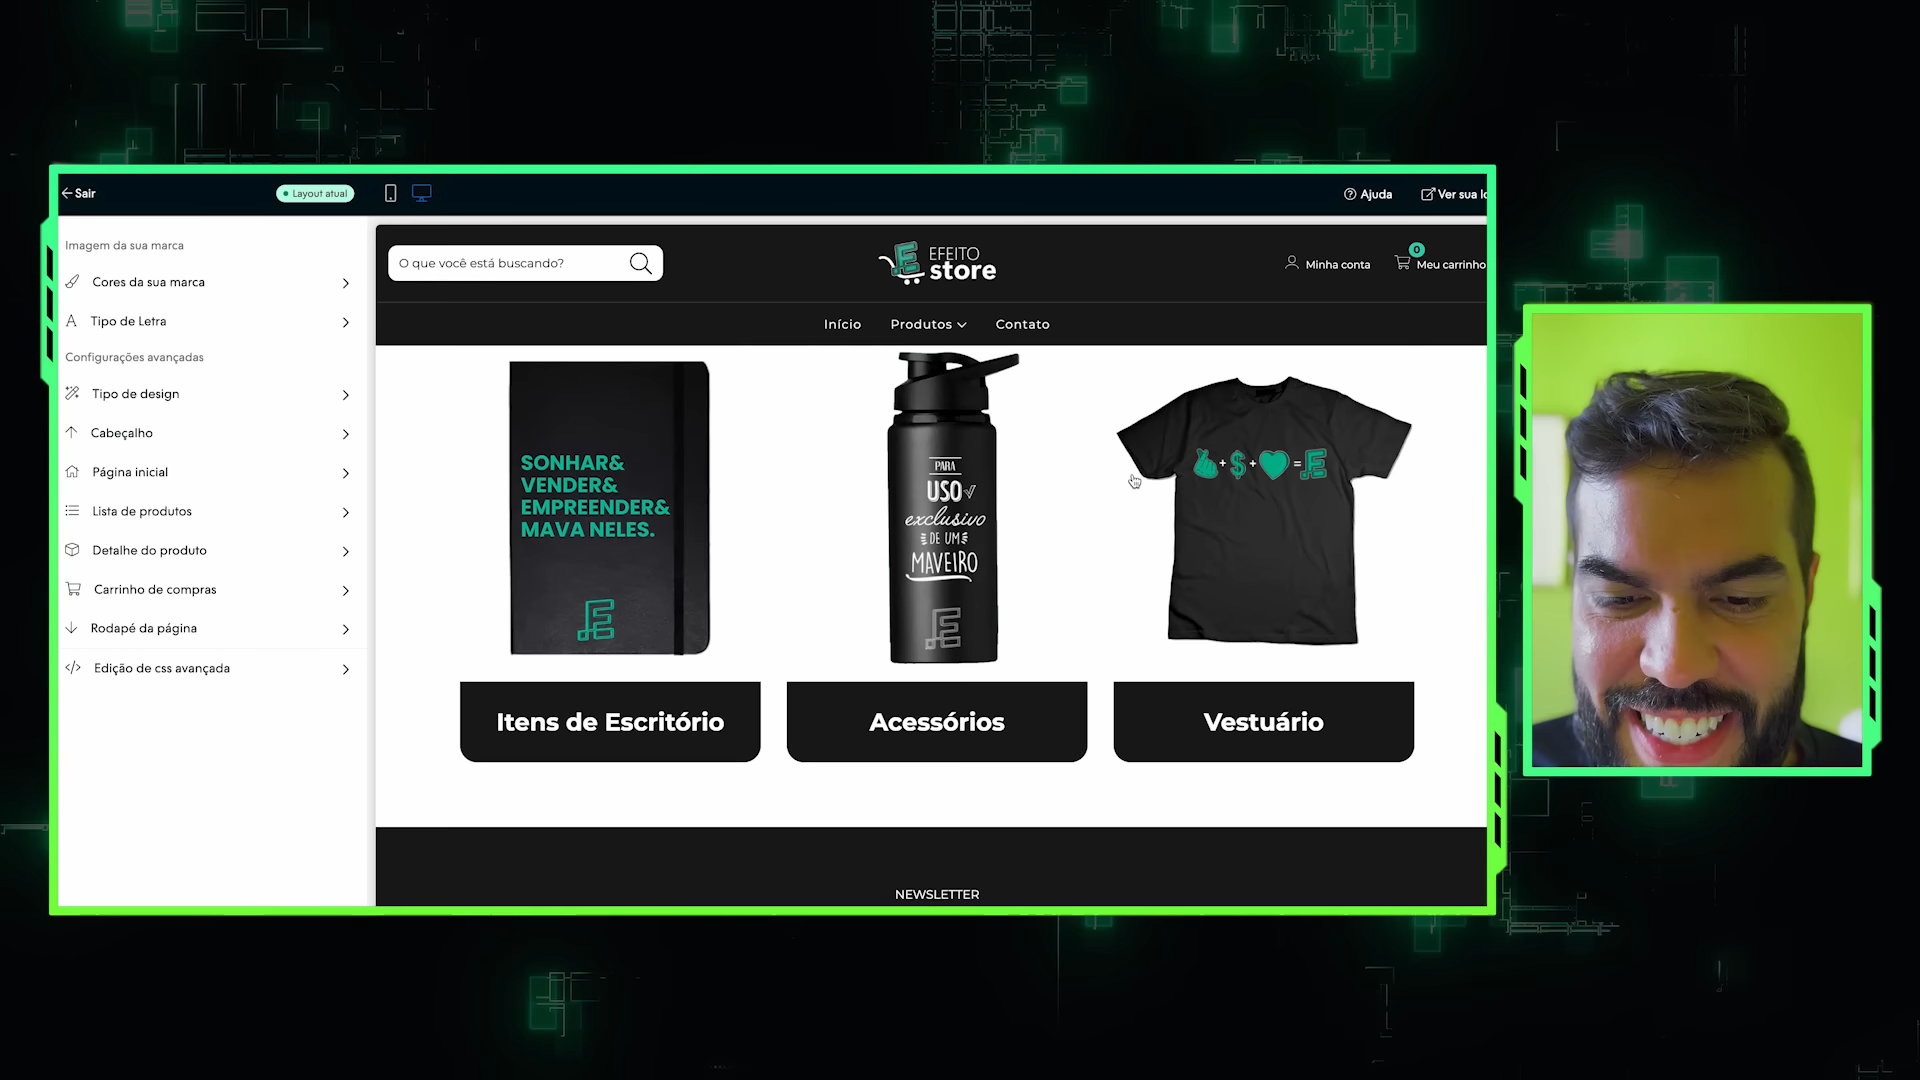 Sair
Layout atual
Ajuda
Ver sua lo
Imagem da sua marca
Cores da sua marca
Tipo de Letra
Configurações avançadas
Tipo de design
Cabeçalho
Página inicial
Lista de produtos
Detalhe do produto
Carrinho de compras
Rodapé da página
Edição de css avançada
O que você está buscando?
EFEITO
store
Minha conta
0
Meu carrinho
Início
Produtos
Contato
SONHAR&
VENDER&
EMPREENDER&
MAVA NELES.
E
PARA
USO
exclusivo
DE UM
MAVEIRO
E
+ $ + = E
Itens de Escritório
Acessórios
Vestuário
NEWSLETTER